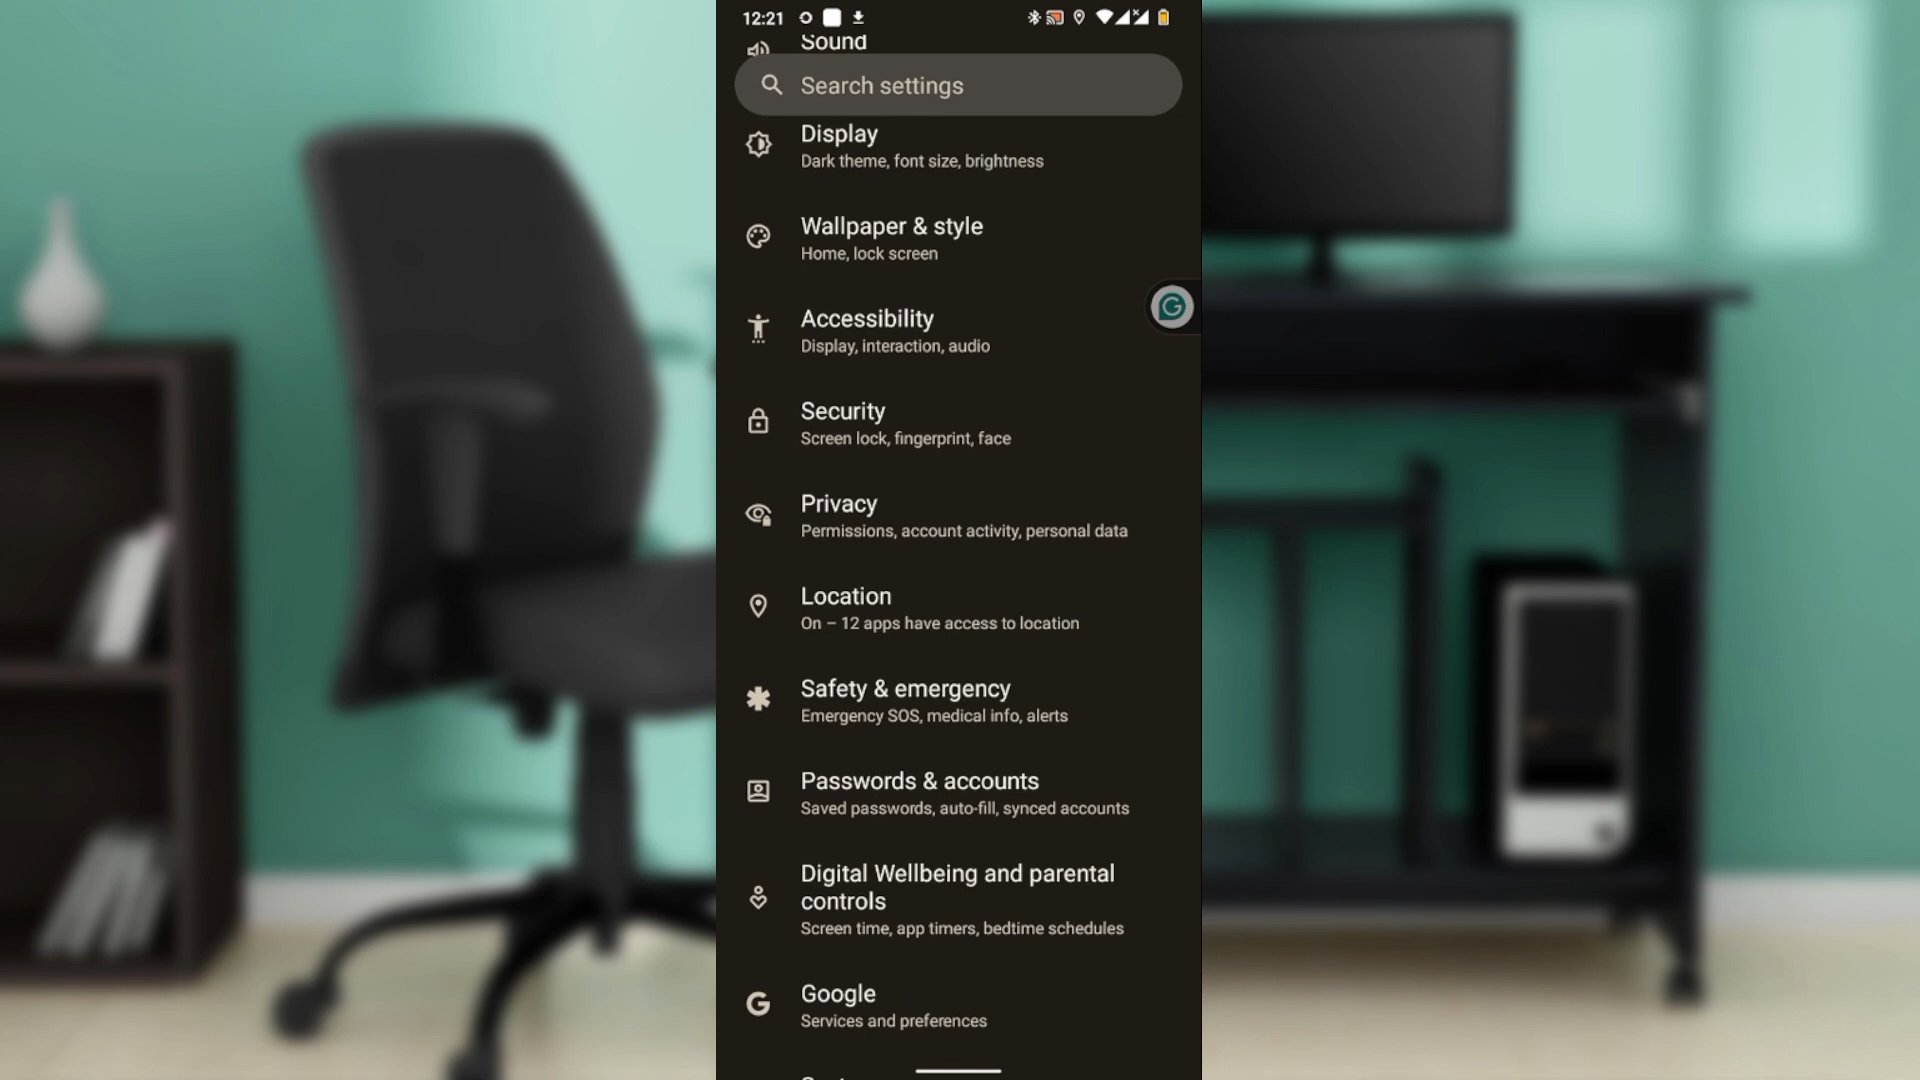 12:21
Sound
Search settings
Display
Dark theme, font size, brightness
Wallpaper & style
Home, lock screen
Accessibility
Display, interaction, audio
Security
Screen lock, fingerprint, face
Privacy
Permissions, account activity, personal data
Location
On – 12 apps have access to location
Safety & emergency
Emergency SOS, medical info, alerts
Passwords & accounts
Saved passwords, auto-fill, synced accounts
Digital Wellbeing and parental
controls
Screen time, app timers, bedtime schedules
Google
Services and preferences